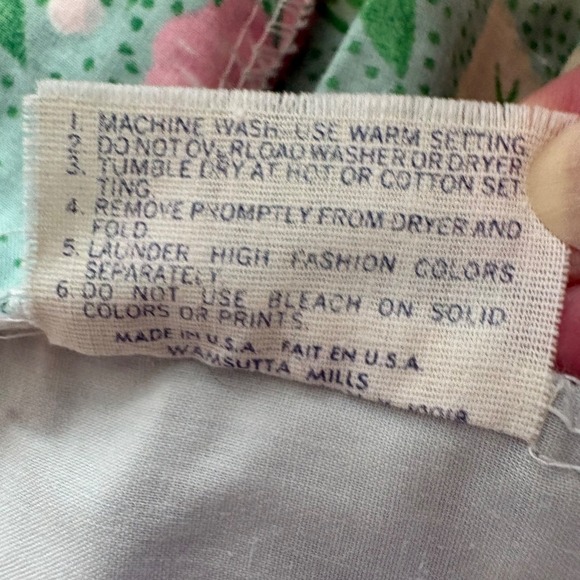 1. MACHINE WASH. USE WARM SETTING
2. DO NOT OVERLOAD WASHER OR DRYER
3. TUMBLE DRY AT HOT OR COTTON SET
TING.
4. REMOVE PROMPTLY FROM DRYER AND
FOLD.
5. LAUNDER HIGH FASHION COLORS
SEPARATELY.
6. DO NOT USE BLEACH ON SOLID
COLORS OR PRINTS.
MADE IN U.S.A. FAIT EN U.S.A.
WAMSUTTA MILLS